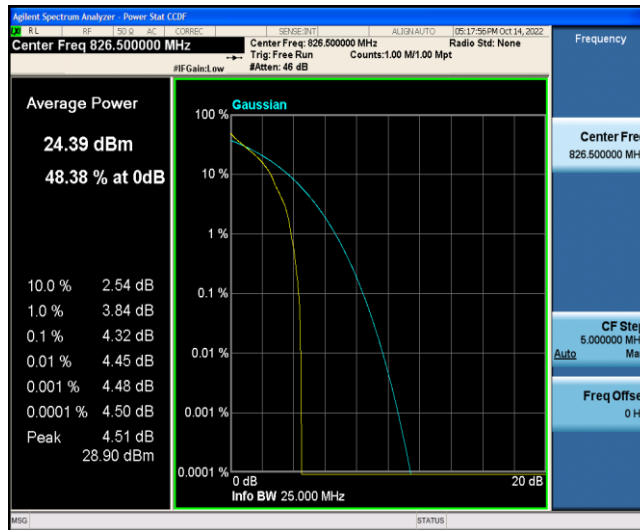 Agilent Spectrum Analyzer - Power Stat CCDF
RL RF 50 Ω AC CORREC SENSE:INT ALIGNAUTO 05:17:56 PM Oct 14, 2022
Center Freq 826.500000 MHz
Center Freq: 826.500000 MHz Radio Std: None
Trig: Free Run Counts:1.00 M/1.00 Mpt
#IFGain:Low #Atten: 46 dB
Frequency
Average Power
24.39 dBm
48.38 % at 0dB
10.0 % 2.54 dB
1.0 % 3.84 dB
0.1 % 4.32 dB
0.01 % 4.45 dB
0.001 % 4.48 dB
0.0001 % 4.50 dB
Peak 4.51 dB
28.90 dBm
Gaussian
100 %
10 %
1 %
0.1 %
0.01 %
0.001 %
0.0001 %
0 dB 20 dB
Info BW 25.000 MHz
Center Fre
826.500000 MH
CF Step
5.000000 MH
Auto Ma
Freq Offse
0 H
MSG STATUS